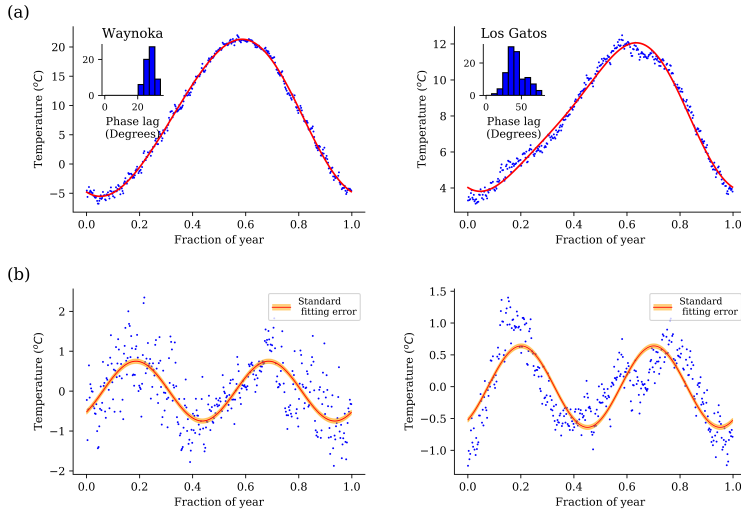 (a)
Waynoka
20
15
10
5
0
−5
Temperature (°C)
20
0
0
20
Phase lag
(Degrees)
0.0 0.2 0.4 0.6 0.8 1.0
Fraction of year
Los Gatos
12
10
8
6
4
Temperature (°C)
20
0
0
50
Phase lag
(Degrees)
0.0 0.2 0.4 0.6 0.8 1.0
Fraction of year
(b)
2
1
0
−1
−2
Temperature (°C)
Standard
fitting error
0.0 0.2 0.4 0.6 0.8 1.0
Fraction of year
1.5
1.0
0.5
0.0
−0.5
−1.0
Temperature (°C)
Standard
fitting error
0.0 0.2 0.4 0.6 0.8 1.0
Fraction of year